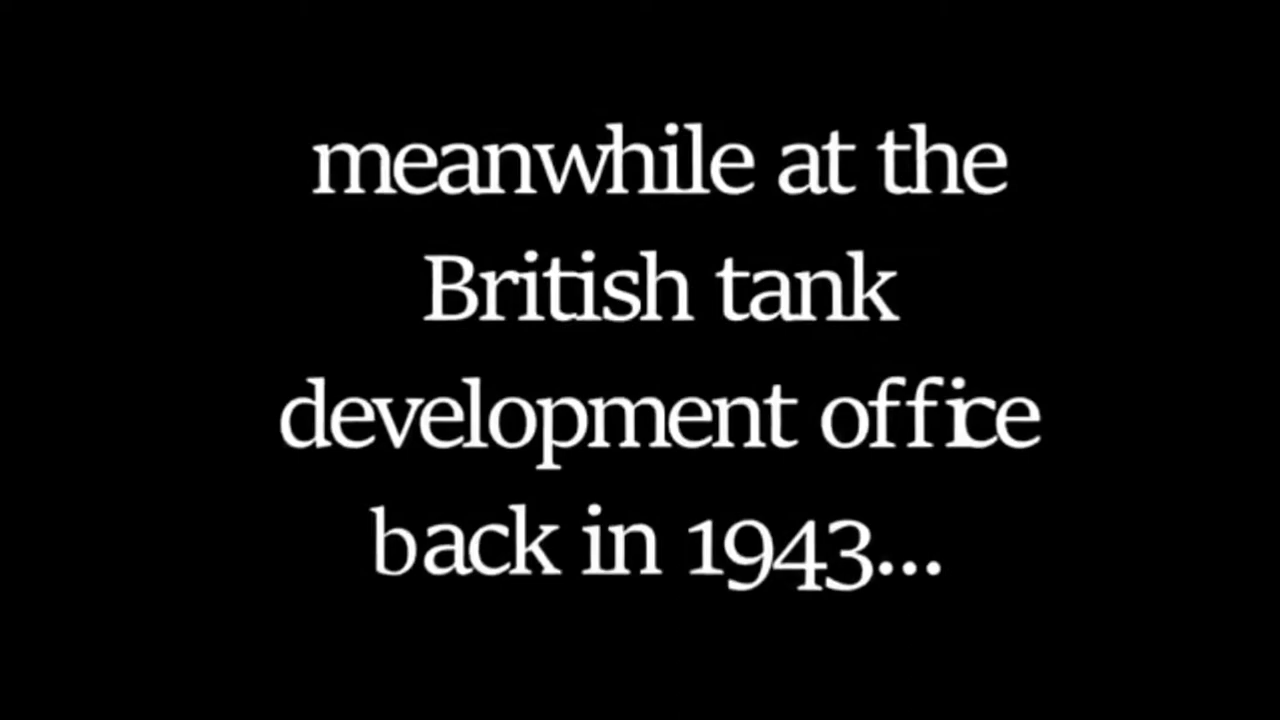 meanwhile at the
British tank
development office
back in 1943...